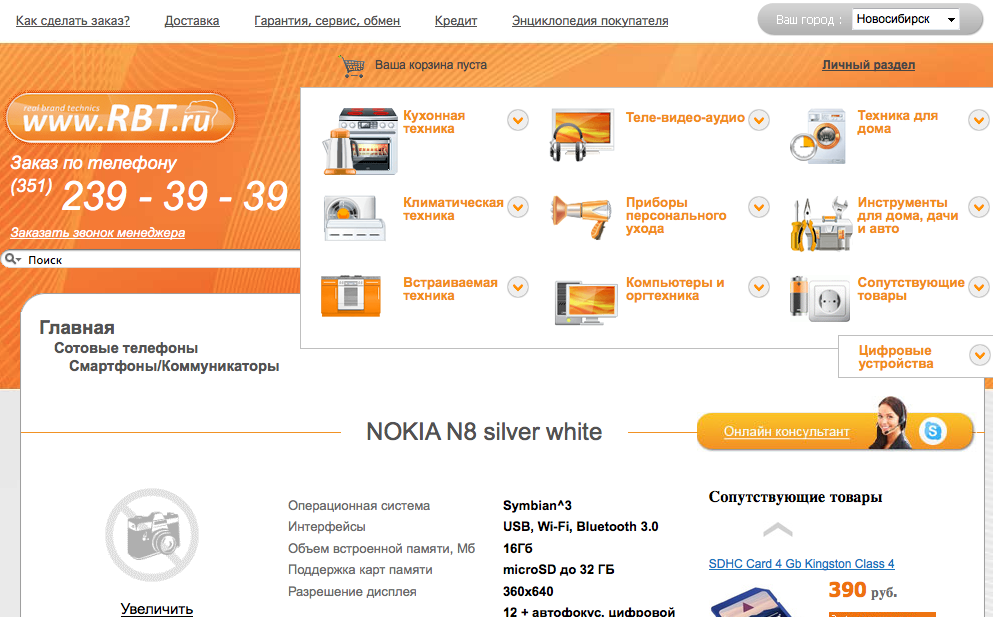 Как сделать заказ? Доставка Гарантия, сервис, обмен Кредит Энциклопедия покупателя Ваш город : Новосибирск
Ваша корзина пуста Личный раздел
real brand technics
www.RBT.ru
Заказ по телефону
(351) 239 - 39 - 39
Заказать звонок менеджера
Поиск
Кухонная
техника
Теле-видео-аудио
Техника для
дома
Климатическая
техника
Приборы
персонального
ухода
Инструменты
для дома, дачи
и авто
Встраиваемая
техника
Компьютеры и
оргтехника
Сопутствующие
товары
Цифровые
устройства
Главная
Сотовые телефоны
Смартфоны/Коммуникаторы
NOKIA N8 silver white
Онлайн консультант
Увеличить
Операционная система Symbian^3
Интерфейсы USB, Wi-Fi, Bluetooth 3.0
Объем встроенной памяти, Мб 16Гб
Поддержка карт памяти microSD до 32 ГБ
Разрешение дисплея 360x640
12 + автофокус, цифровой
Сопутствующие товары
SDHC Card 4 Gb Kingston Class 4
390 руб.